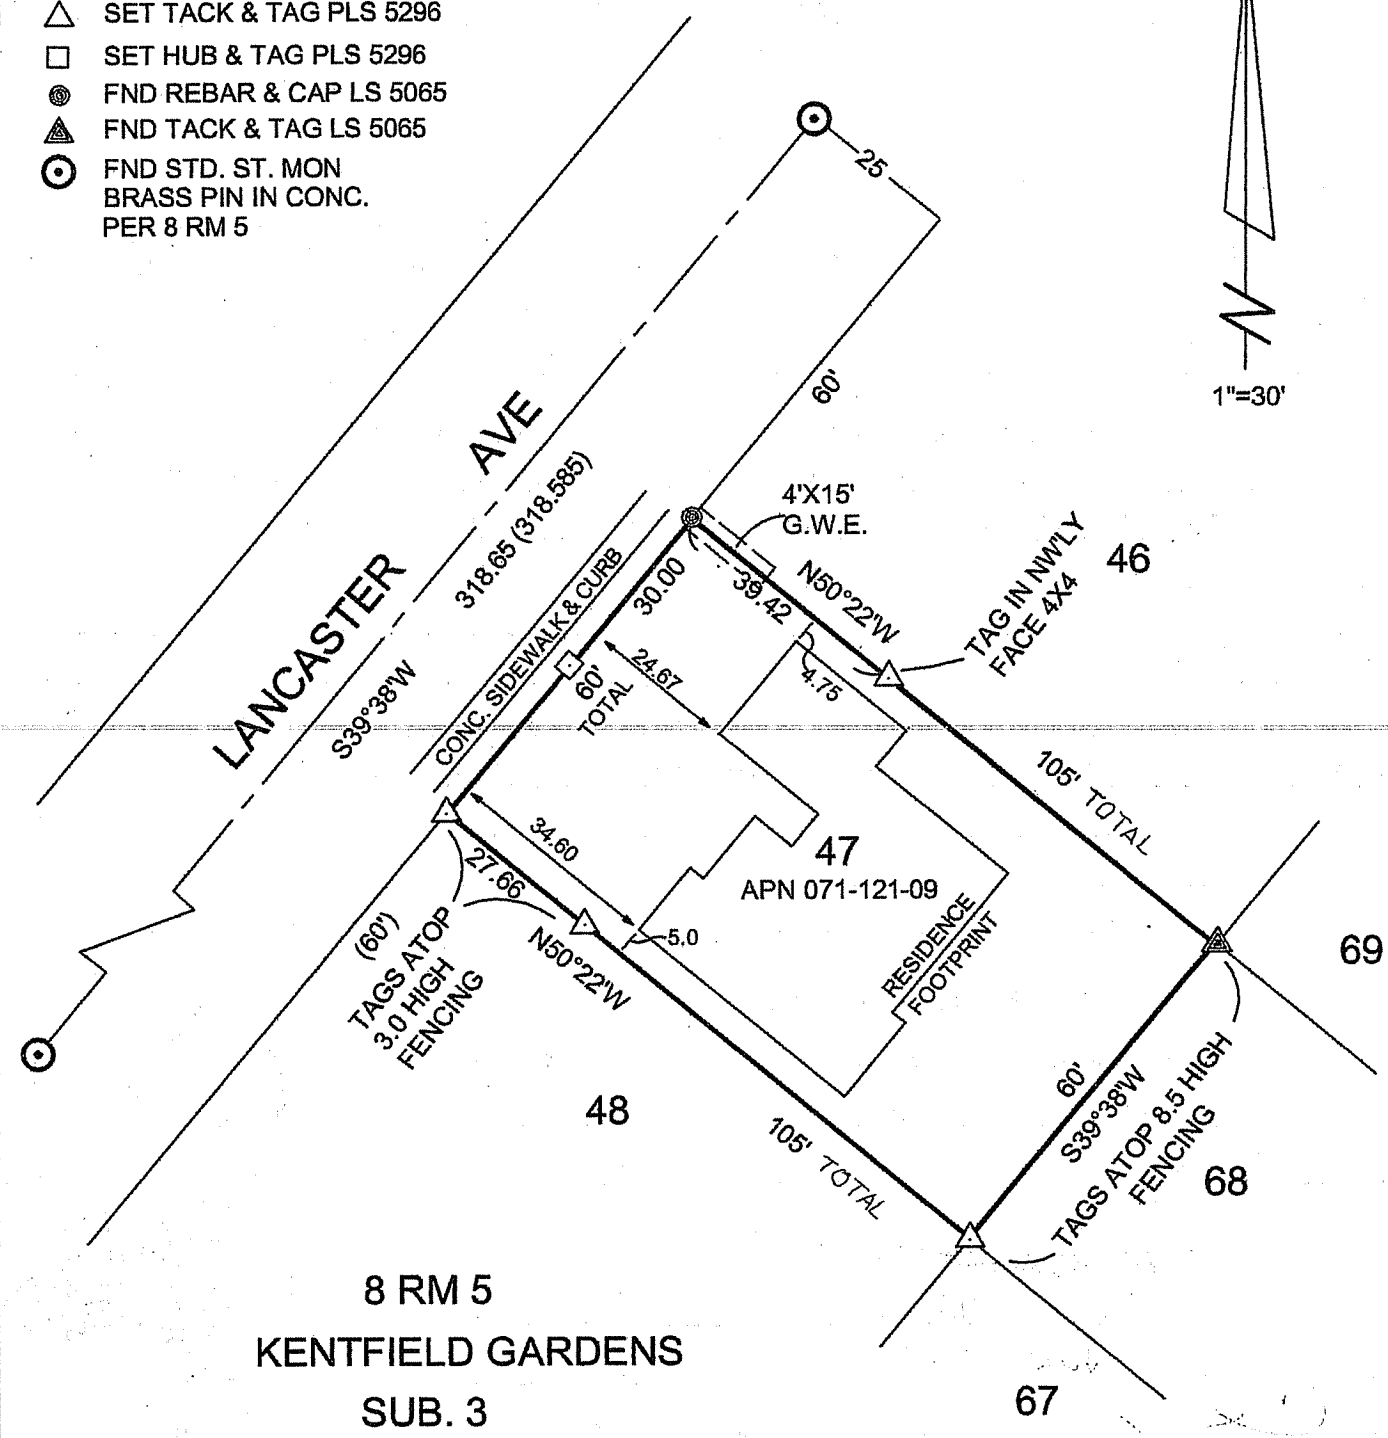 SET TACK & TAG PLS 5296
SET HUB & TAG PLS 5296
FND REBAR & CAP LS 5065
FND TACK & TAG LS 5065
FND STD. ST. MON
BRASS PIN IN CONC.
PER 8 RM 5
25
60'
1"=30'
LANCASTER AVE
318.65 (318.585)
S39°38'W
CONC. SIDEWALK & CURB
30.00
60'
TOTAL
4'X15'
G.W.E.
39.42
N50°22'W
TAG IN NW'LY
FACE 4X4
46
24.67
4.75
105' TOTAL
34.60
27.66
47
APN 071-121-09
5.0
RESIDENCE
FOOTPRINT
N50°22'W
(60')
TAGS ATOP
3.0 HIGH
FENCING
69
48
105' TOTAL
60'
S39°38'W
TAGS ATOP 8.5 HIGH
FENCING
68
67
8 RM 5
KENTFIELD GARDENS
SUB. 3